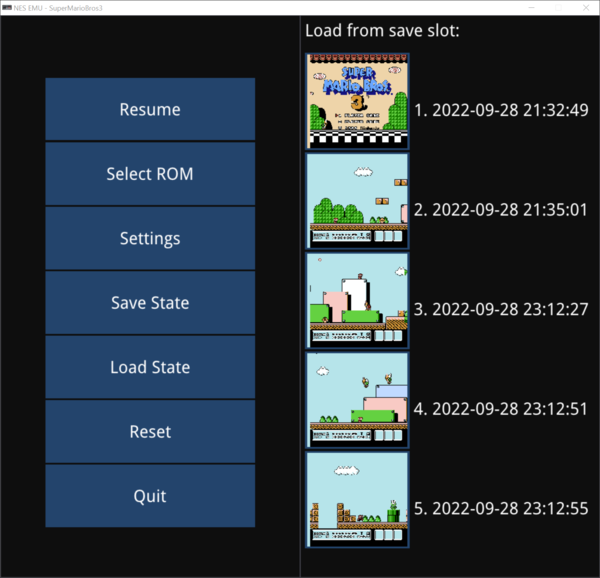 NES EMU - SuperMarioBros3
Resume
Select ROM
Settings
Save State
Load State
Reset
Quit
Load from save slot:
SUPER
MARIO BROS.
3
1. 2022-09-28 21:32:49
2. 2022-09-28 21:35:01
3. 2022-09-28 23:12:27
4. 2022-09-28 23:12:51
5. 2022-09-28 23:12:55